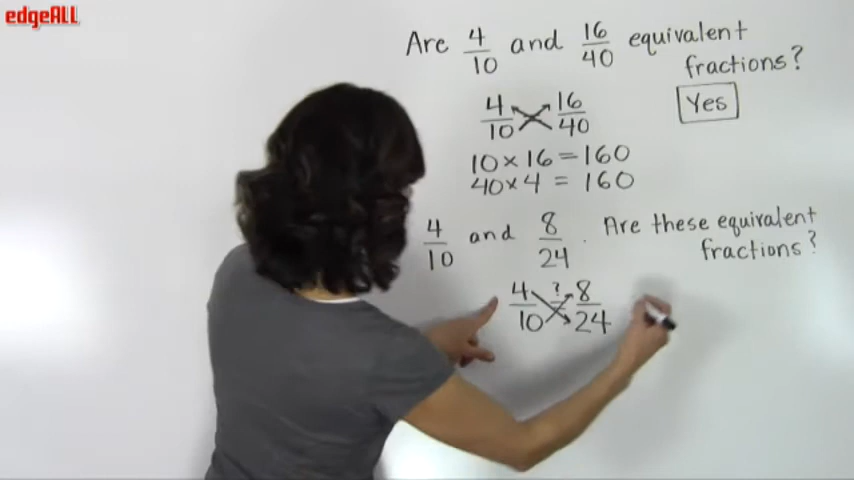 edgeALL
Are 4/10 and 16/40 equivalent
fractions?
Yes
4/10 16/40
10 × 16 = 160
40 × 4 = 160
4/10 and 8/24. Are these equivalent
fractions?
4/10 ?= 8/24